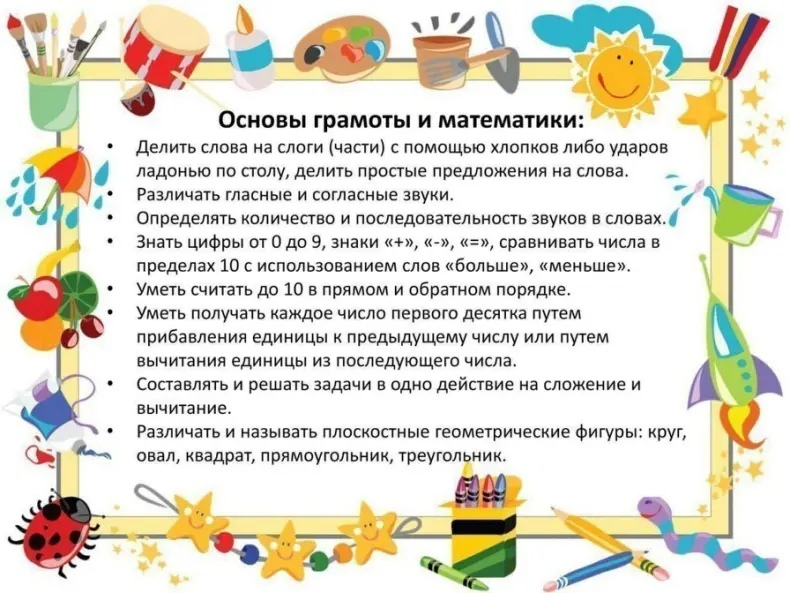 Основы грамоты и математики:
• Делить слова на слоги (части) с помощью хлопков либо ударов
ладонью по столу, делить простые предложения на слова.
• Различать гласные и согласные звуки.
• Определять количество и последовательность звуков в словах.
• Знать цифры от 0 до 9, знаки «+», «-», «=», сравнивать числа в
пределах 10 с использованием слов «больше», «меньше».
• Уметь считать до 10 в прямом и обратном порядке.
• Уметь получать каждое число первого десятка путем
прибавления единицы к предыдущему числу или путем
вычитания единицы из последующего числа.
• Составлять и решать задачи в одно действие на сложение и
вычитание.
• Различать и называть плоскостные геометрические фигуры: круг,
овал, квадрат, прямоугольник, треугольник.